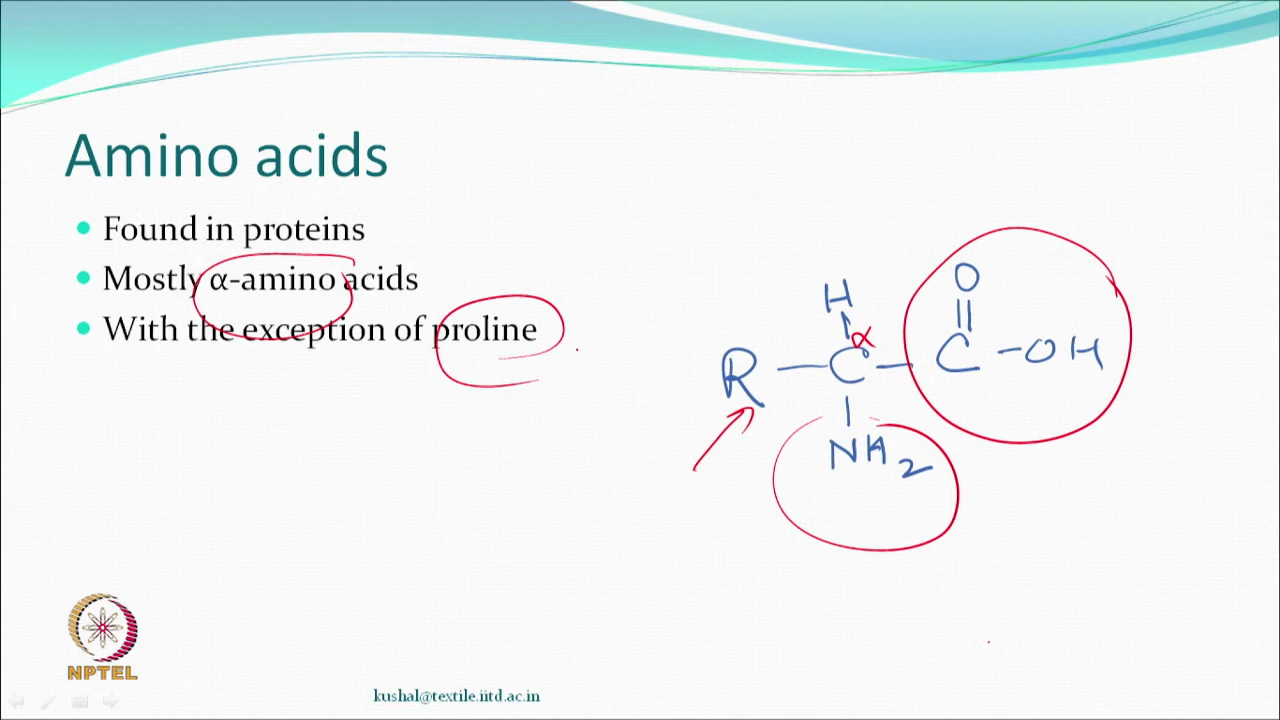 Amino acids
Found in proteins
Mostly α-amino acids
With the exception of proline
O
H
||
α
R — C — C - OH
|
NH2
NPTEL
kushal@textile.iitd.ac.in